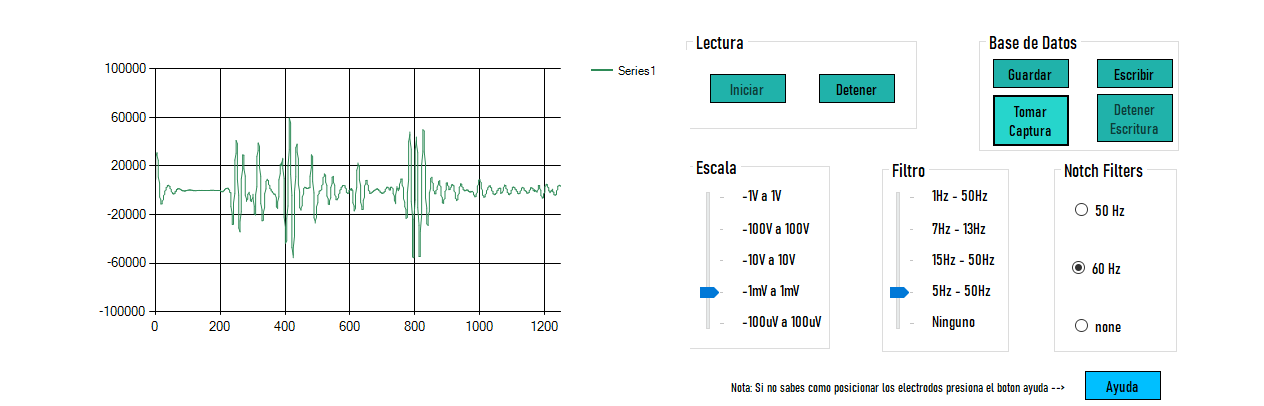 100000
60000
20000
-20000
-60000
-100000
0 200 400 600 800 1000 1200
Series1
Lectura
Iniciar
Detener
Base de Datos
Guardar
Escribir
Tomar
Captura
Detener
Escritura
Escala
-1V a 1V
-100V a 100V
-10V a 10V
-1mV a 1mV
-100uV a 100uV
Filtro
1Hz - 50Hz
7Hz - 13Hz
15Hz - 50Hz
5Hz - 50Hz
Ninguno
Notch Filters
50 Hz
60 Hz
none
Nota: Si no sabes como posicionar los electrodos presiona el boton ayuda -->
Ayuda